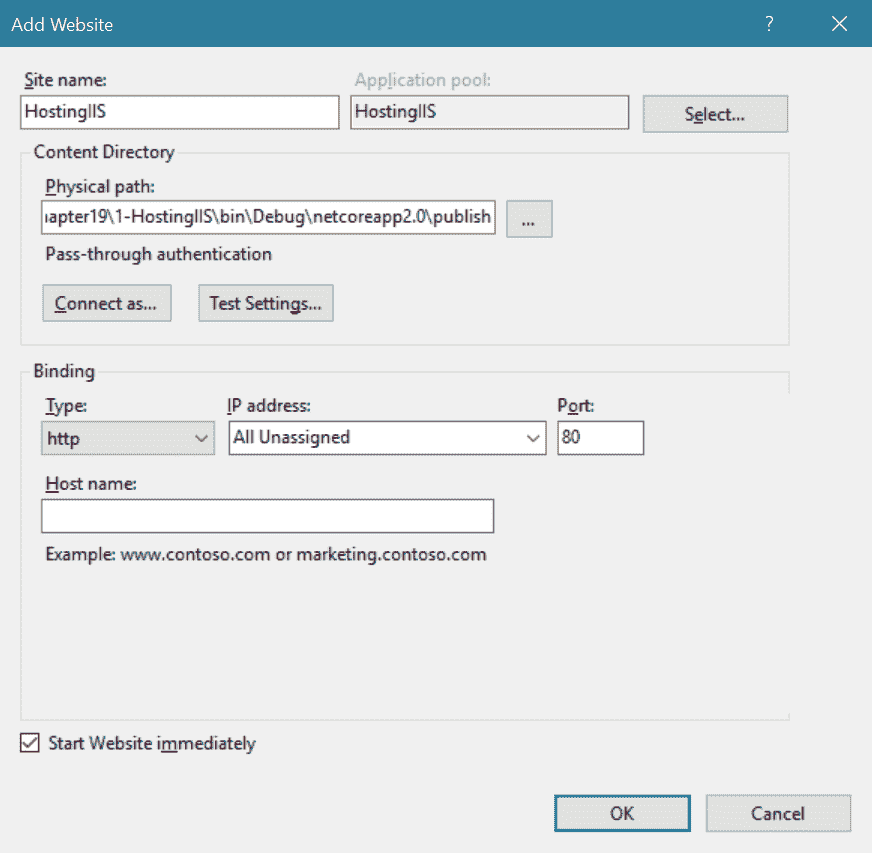 Add Website
?
Site name:
Application pool:
HostingIIS
HostingIIS
Select...
Content Directory
Physical path:
apter19\1-HostingIIS\bin\Debug\netcoreapp2.0\publish
...
Pass-through authentication
Connect as...
Test Settings...
Binding
Type:
IP address:
Port:
http
All Unassigned
80
Host name:
Example: www.contoso.com or marketing.contoso.com
Start Website immediately
OK
Cancel